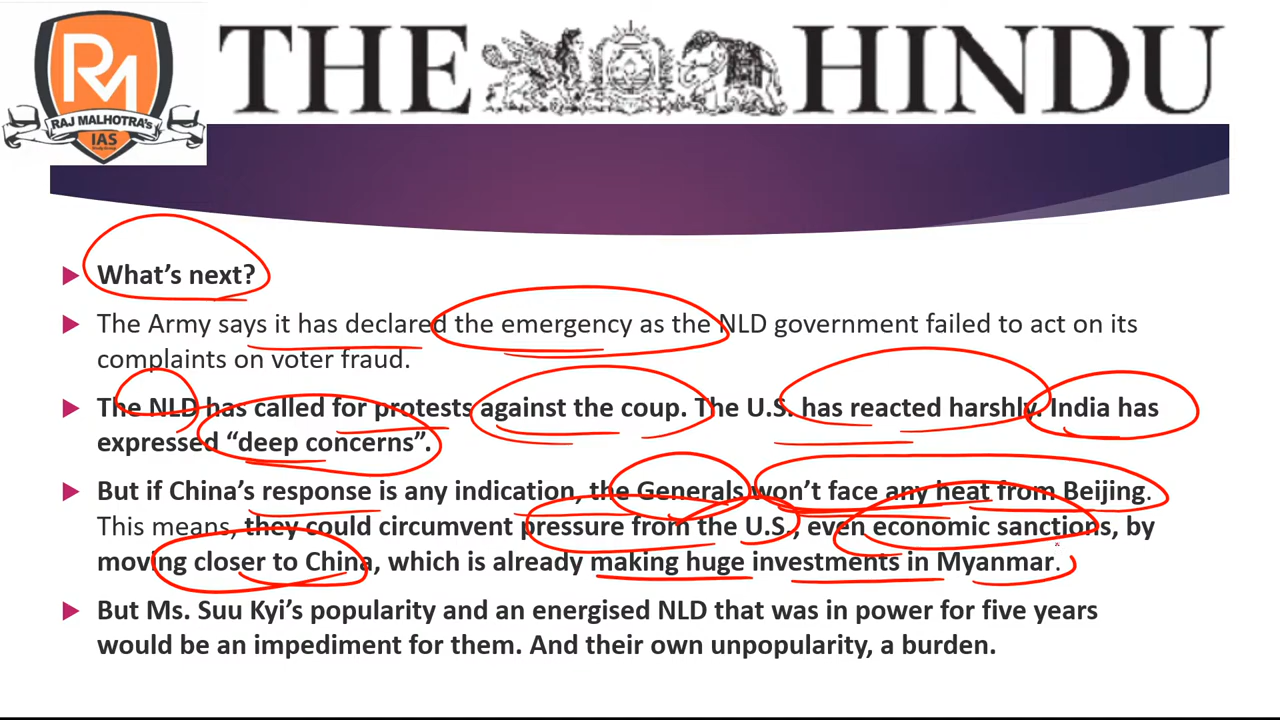 RM
RAJ MALHOTRA'S
IAS
THE HINDU
What's next?
The Army says it has declared the emergency as the NLD government failed to act on its
complaints on voter fraud.
The NLD has called for protests against the coup. The U.S. has reacted harshly. India has
expressed “deep concerns”.
But if China's response is any indication, the Generals won't face any heat from Beijing.
This means, they could circumvent pressure from the U.S., even economic sanctions, by
moving closer to China, which is already making huge investments in Myanmar.
But Ms. Suu Kyi's popularity and an energised NLD that was in power for five years
would be an impediment for them. And their own unpopularity, a burden.